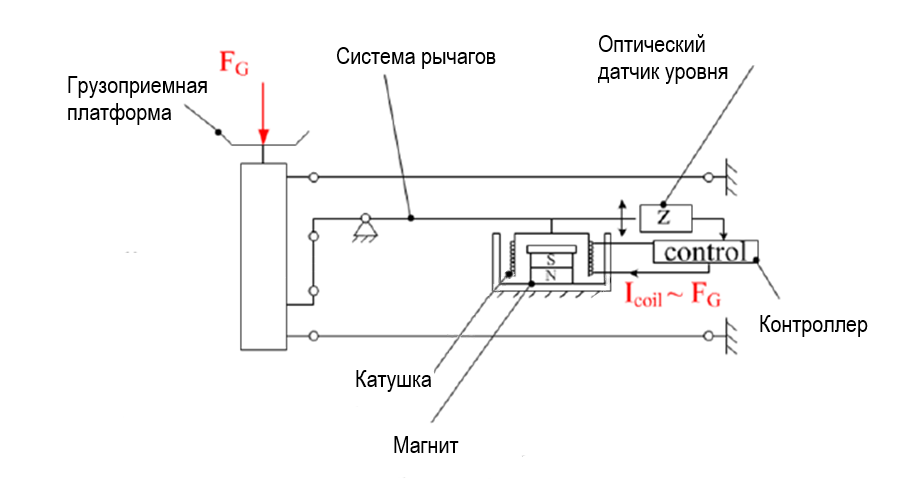 Оптический
датчик уровня
Система рычагов
F_G
Грузоприемная
платформа
Z
control
S
N
I_coil ~ F_G
Контроллер
Катушка
Магнит